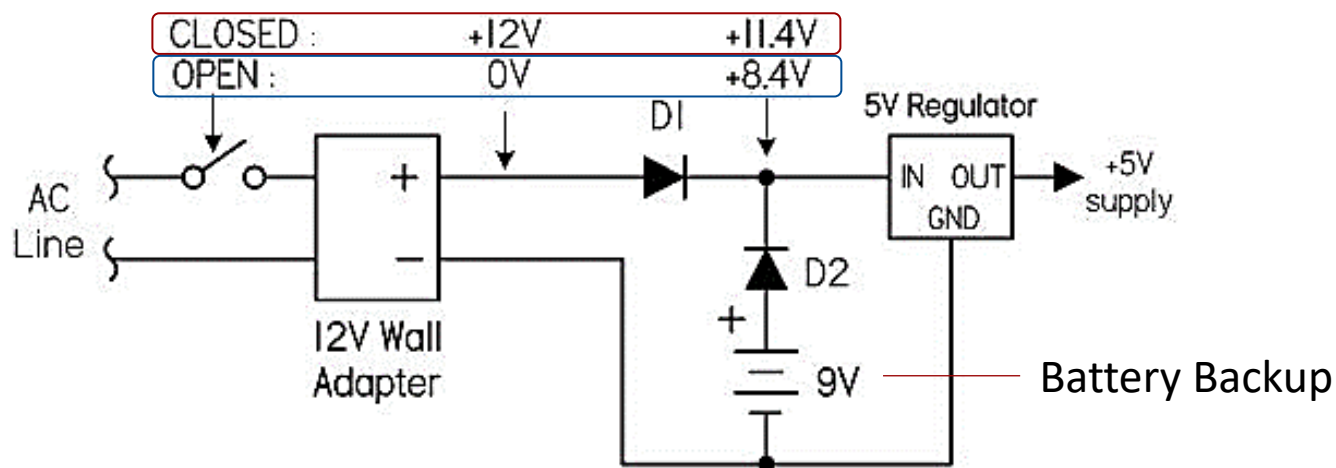 CLOSED : +12V +11.4V
OPEN : 0V +8.4V
D1
5V Regulator
+
IN OUT
GND
+5V
supply
AC
Line
−
D2
+
12V Wall
Adapter
9V
Battery Backup